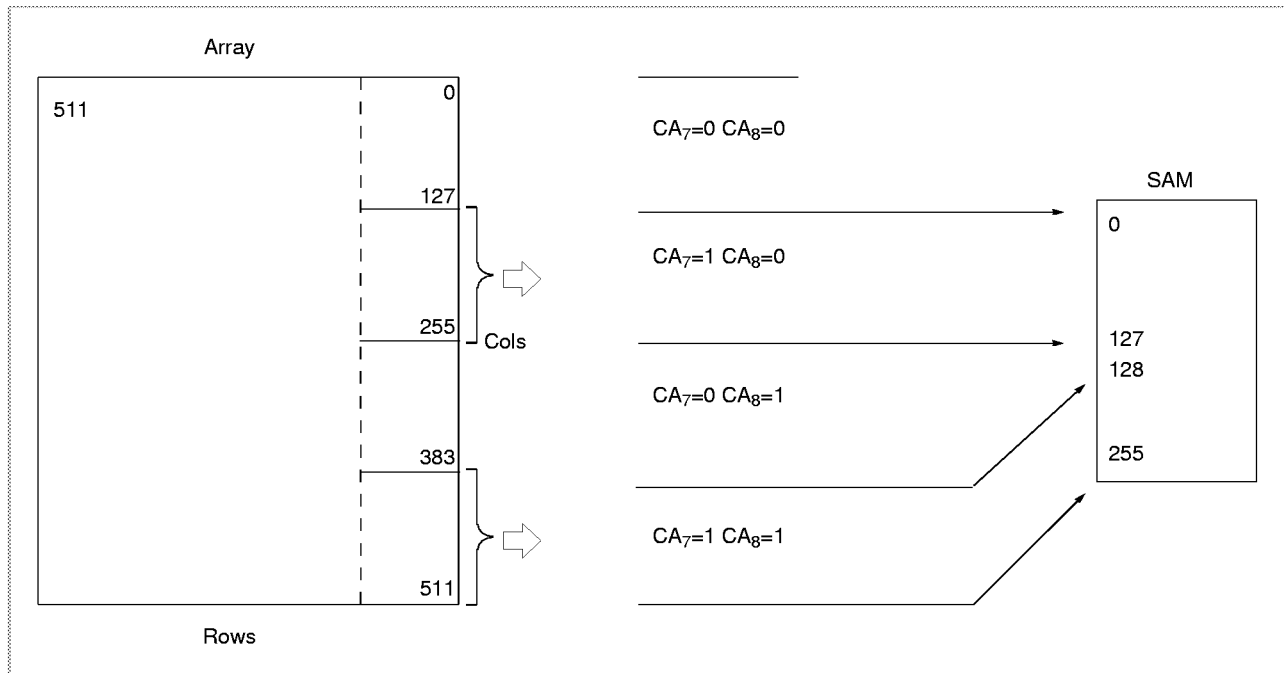 Array
511
0
127
255
Cols
383
511
Rows
CA₇=0 CA₈=0
CA₇=1 CA₈=0
CA₇=0 CA₈=1
CA₇=1 CA₈=1
SAM
0
127
128
255